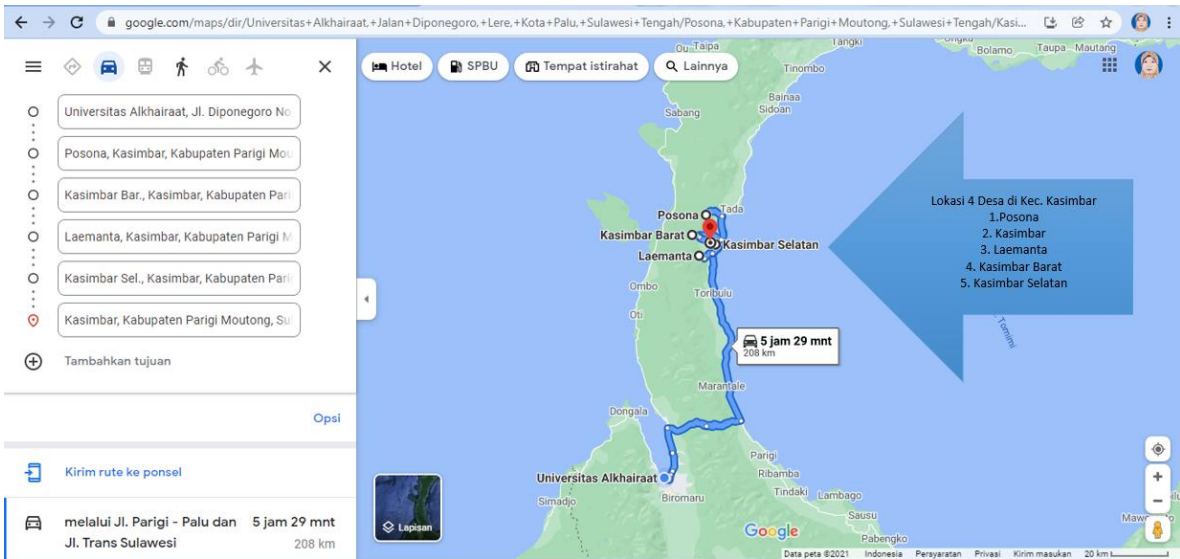 google.com/maps/dir/Universitas+Alkhairaat,+Jalan+Diponegoro,+Lere,+Kota+Palu,+Sulawesi+Tengah/Posona,+Kabupaten+Parigi+Moutong,+Sulawesi+Tengah/Kasi...
Universitas Alkhairaat, Jl. Diponegoro No
Posona, Kasimbar, Kabupaten Parigi Mou
Kasimbar Bar., Kasimbar, Kabupaten Pari
Laemanta, Kasimbar, Kabupaten Parigi M
Kasimbar Sel., Kasimbar, Kabupaten Pari
Kasimbar, Kabupaten Parigi Moutong, Su
Tambahkan tujuan
Opsi
Kirim rute ke ponsel
melalui Jl. Parigi - Palu dan 5 jam 29 mnt
Jl. Trans Sulawesi 208 km
Hotel
SPBU
Tempat istirahat
Lainnya
Ou
Taipa
Tangki
Bolamo
Taupa
Mautang
Tinombo
Bainaa
Sidoan
Sabang
Posona
Tada
Kasimbar Barat
Kasimbar Selatan
Laemanta
Ombo
Toribulu
Oti
5 jam 29 mnt
208 km
Marantale
Dongala
Parigi
Universitas Alkhairaat
Ribamba
Simadjo
Biromaru
Tindaki
Lambago
Sausu
Pabengko
Lokasi 4 Desa di Kec. Kasimbar
1.Posona
2. Kasimbar
3. Laemanta
4. Kasimbar Barat
5. Kasimbar Selatan
Tomini
Lapisan
Google
Data peta ©2021 Indonesia Persyaratan Privasi Kirim masukan 20 km